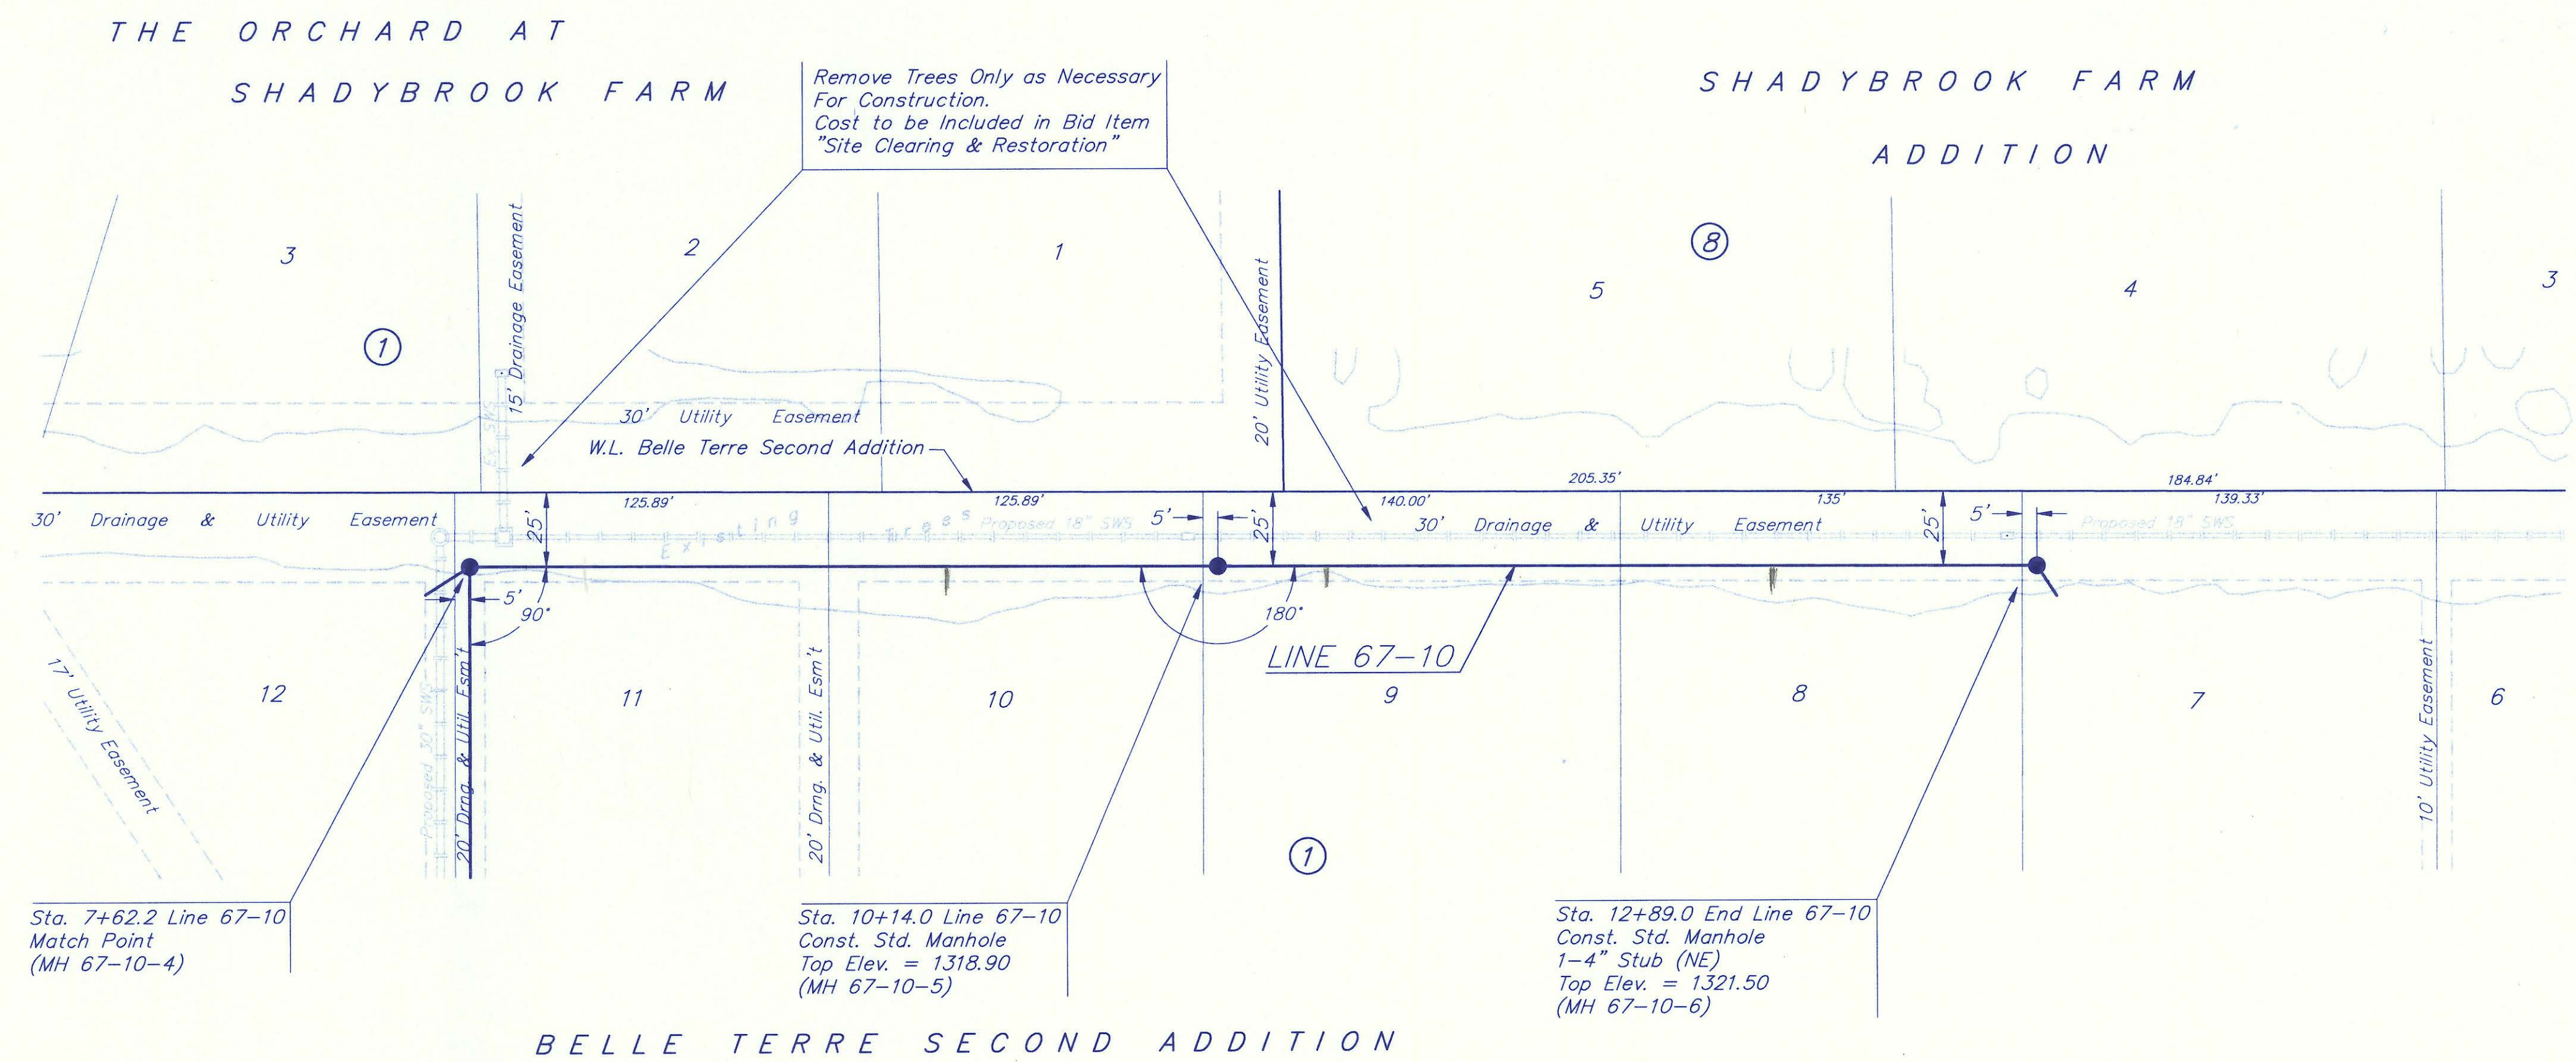 THE ORCHARD AT
SHADYBROOK FARM
Remove Trees Only as Necessary
For Construction.
Cost to be Included in Bid Item
"Site Clearing & Restoration"
SHADYBROOK FARM
ADDITION
3
15' Drainage Easement
2
1
20' Utility Easement
8
5
4
3
1
Ex. SWS
30' Utility Easement
W.L. Belle Terre Second Addition
205.35'
184.84'
125.89'
125.89'
140.00'
135'
139.33'
30' Drainage & Utility Easement
25'
Existing Trees
Proposed 18" SWS
5'
25'
30' Drainage & Utility Easement
25'
5'
Proposed 18" SWS
5'
90°
180°
LINE 67-10
17' Utility Easement
12
Proposed 30" SWS
20' Drng. & Util. Esm't
11
20' Drng. & Util. Esm't
10
9
8
7
10' Utility Easement
6
1
Sta. 7+62.2 Line 67-10
Match Point
(MH 67-10-4)
Sta. 10+14.0 Line 67-10
Const. Std. Manhole
Top Elev. = 1318.90
(MH 67-10-5)
Sta. 12+89.0 End Line 67-10
Const. Std. Manhole
1-4" Stub (NE)
Top Elev. = 1321.50
(MH 67-10-6)
BELLE TERRE SECOND ADDITION